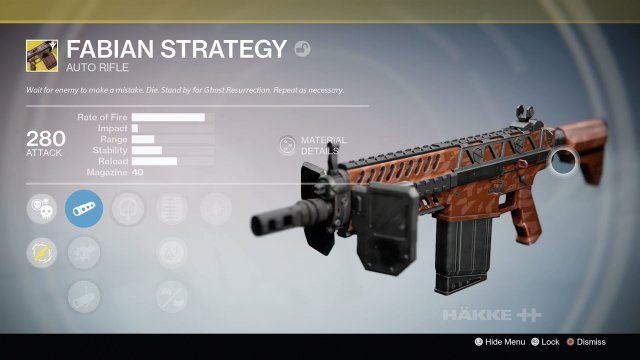 FABIAN STRATEGY
AUTO RIFLE
Wait for enemy to make a mistake. Die. Stand by for Ghost Resurrection. Repeat as necessary.
280
ATTACK
Rate of Fire
Impact
Range
Stability
Reload
Magazine 40
MATERIAL
DETAILS
HÄKKE
Hide Menu Lock Dismiss